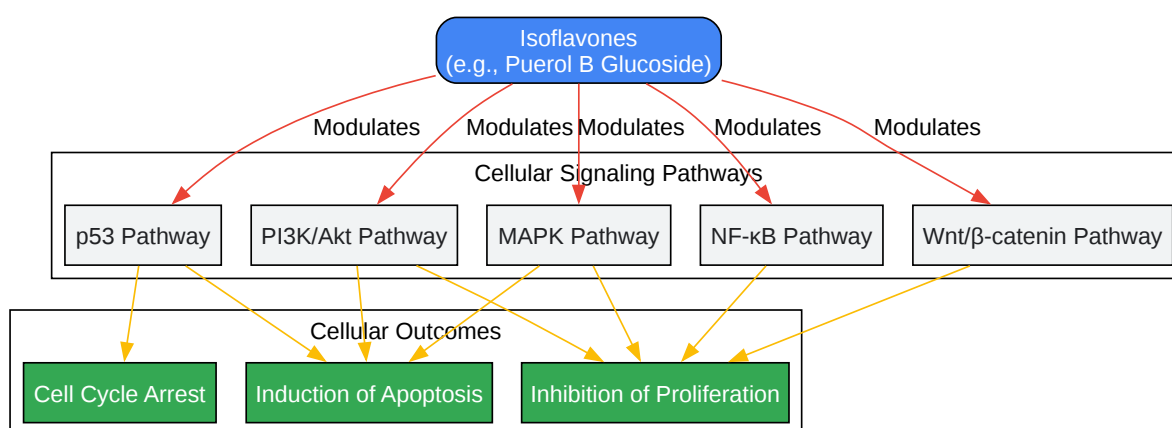 Isoflavones
(e.g., Puerol B Glucoside)
Modulates
Modulates
Modulates
Modulates
Modulates
Cellular Signaling Pathways
p53 Pathway
PI3K/Akt Pathway
MAPK Pathway
NF-κB Pathway
Wnt/β-catenin Pathway
Cellular Outcomes
Cell Cycle Arrest
Induction of Apoptosis
Inhibition of Proliferation